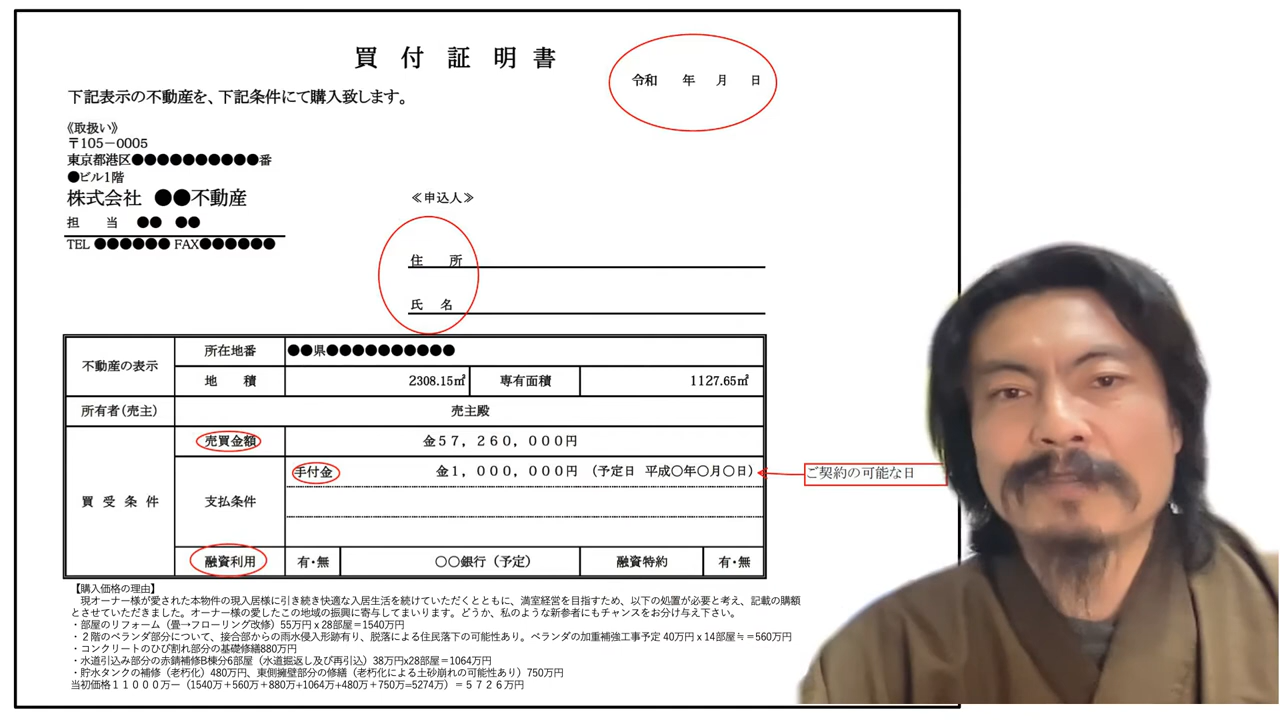 買 付 証 明 書
令和 年 月 日
下記表示の不動産を、下記条件にて購入致します。
《取扱い》
〒105-0005
東京都港区●●●●●●●●●●番
●ビル1階
株式会社 ●●不動産
担 当 ●● ●●
TEL ●●●●●● FAX●●●●●●
≪申込人≫
住 所
氏 名
不動産の表示 所在地番 ●●県●●●●●●●●●●
地 積 2308.15㎡ 専有面積 1127.65㎡
所有者(売主) 売主殿
買 受 条 件 売買金額 金57,260,000円
支払条件 手付金 金1,000,000円 (予定日 平成〇年〇月〇日) ご契約の可能な日
融資利用 有・無 〇〇銀行(予定) 融資特約 有・無
【購入価格の理由】
現オーナー様が愛された本物件の現入居様に引き続き快適な入居生活を続けていただくとともに、満室経営を目指すため、以下の処置が必要と考え、記載の購額
とさせていただきました。オーナー様の愛したこの地域の振興に寄与してまいります。どうか、私のような新参者にもチャンスをお分け与え下さい。
・部屋のリフォーム(畳→フローリング改修)55万円ｘ28部屋=1540万円
・２階のベランダ部分について、接合部からの雨水侵入形跡有り、脱落による住民落下の可能性あり。ベランダの加重補強工事予定 40万円ｘ14部屋≒=560万円
・コンクリートのひび割れ部分の基礎修繕880万円
・水道引込み部分の赤錆補修B棟分6部屋（水道掘返し及び再引込）38万円x28部屋=1064万円
・貯水タンクの補修（老朽化）480万円、東側擁壁部分の修繕（老朽化による土砂崩れの可能性あり）750万円
当初価格１１０００万ー（1540万＋560万＋880万+1064万+480万＋750万=5274万）＝５７２６万円